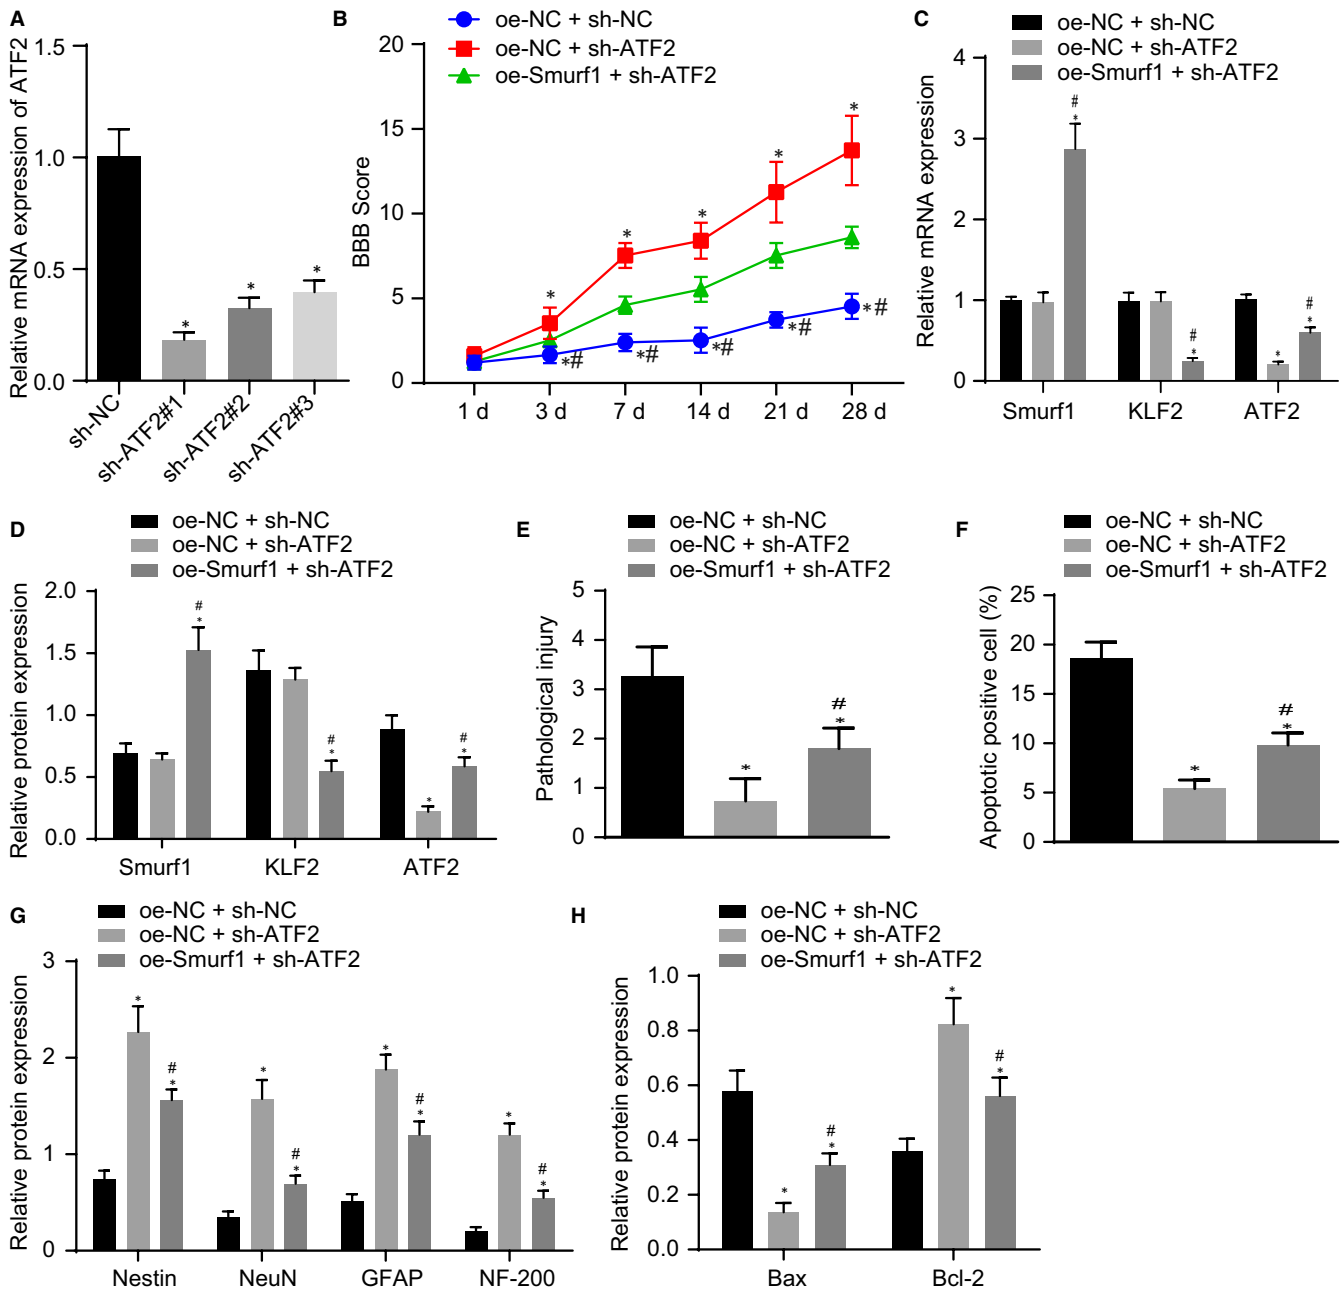 A
Relative mRNA expression of ATF2
1.5
1.0
0.5
0.0
*
*
*
sh-NC
sh-ATF2#1
sh-ATF2#2
sh-ATF2#3
B
oe-NC + sh-NC
oe-NC + sh-ATF2
oe-Smurf1 + sh-ATF2
BBB Score
20
15
10
5
0
*
*
*
*
*
*#
*#
*#
*#
*#
1 d
3 d
7 d
14 d
21 d
28 d
C
oe-NC + sh-NC
oe-NC + sh-ATF2
oe-Smurf1 + sh-ATF2
Relative mRNA expression
4
3
2
1
0
#
*
#
*
*
#
*
Smurf1
KLF2
ATF2
D
oe-NC + sh-NC
oe-NC + sh-ATF2
oe-Smurf1 + sh-ATF2
Relative protein expression
2.0
1.5
1.0
0.5
0.0
#
*
#
*
*
#
*
Smurf1
KLF2
ATF2
E
oe-NC + sh-NC
oe-NC + sh-ATF2
oe-Smurf1 + sh-ATF2
Pathological injury
5
4
3
2
1
0
*
#
*
F
oe-NC + sh-NC
oe-NC + sh-ATF2
oe-Smurf1 + sh-ATF2
Apoptotic positive cell (%)
25
20
15
10
5
0
*
#
*
G
oe-NC + sh-NC
oe-NC + sh-ATF2
oe-Smurf1 + sh-ATF2
Relative protein expression
3
2
1
0
*
#
*
*
#
*
*
#
*
*
#
*
Nestin
NeuN
GFAP
NF-200
H
oe-NC + sh-NC
oe-NC + sh-ATF2
oe-Smurf1 + sh-ATF2
Relative protein expression
1.0
0.8
0.6
0.4
0.2
0.0
*
#
*
*
#
*
Bax
Bcl-2